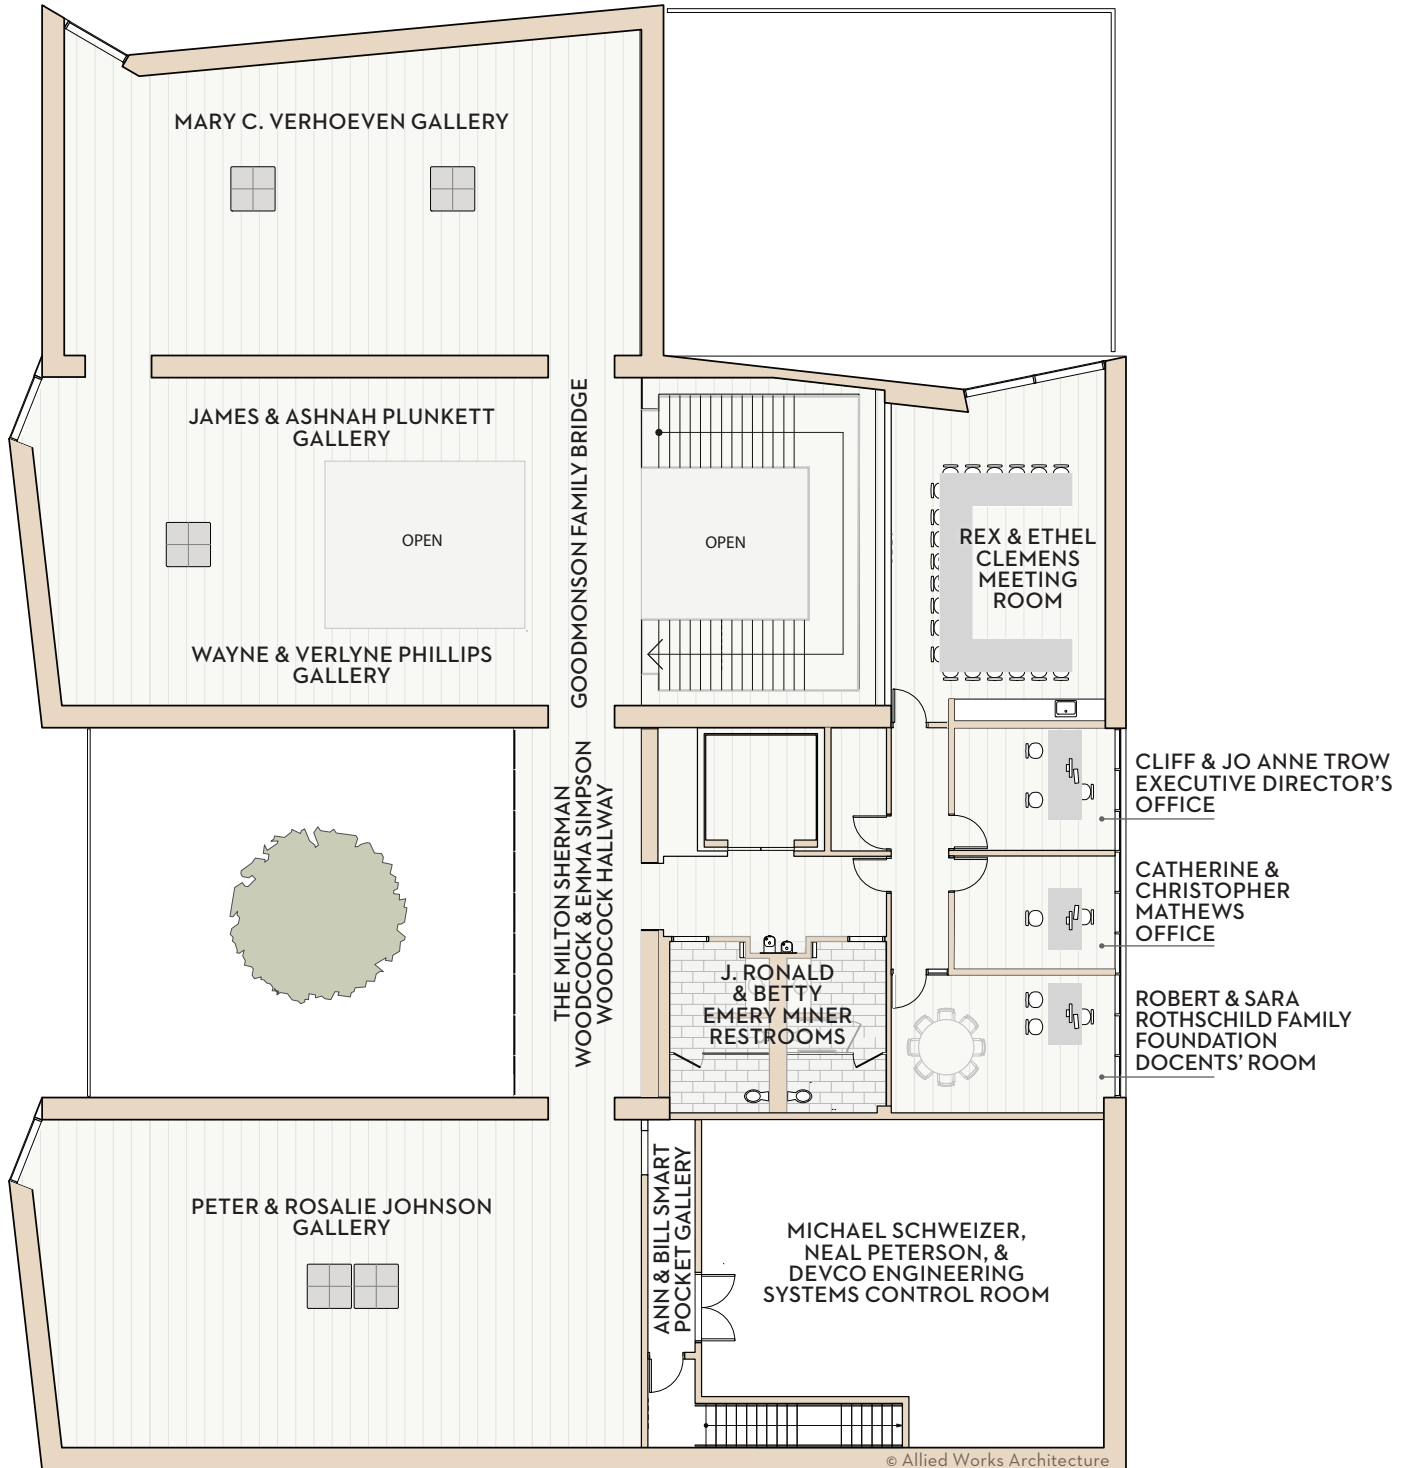 MARY C. VERHOEVEN GALLERY
JAMES & ASHNAH PLUNKETT
GALLERY
OPEN
WAYNE & VERLYNE PHILLIPS
GALLERY
GOODMONSON FAMILY BRIDGE
OPEN
REX & ETHEL
CLEMENS
MEETING
ROOM
THE MILTON SHERMAN
WOODCOCK & EMMA SIMPSON
WOODCOCK HALLWAY
CLIFF & JO ANNE TROW
EXECUTIVE DIRECTOR'S
OFFICE
CATHERINE &
CHRISTOPHER
MATHEWS
OFFICE
J. RONALD
& BETTY
EMERY MINER
RESTROOMS
ROBERT & SARA
ROTHSCHILD FAMILY
FOUNDATION
DOCENTS' ROOM
PETER & ROSALIE JOHNSON
GALLERY
ANN & BILL SMART
POCKET GALLERY
MICHAEL SCHWEIZER,
NEAL PETERSON, &
DEVCO ENGINEERING
SYSTEMS CONTROL ROOM
© Allied Works Architecture